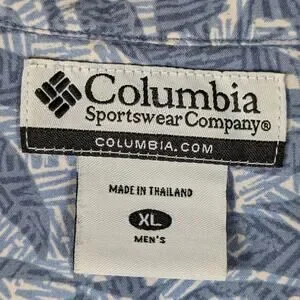 Columbia
Sportswear Company®
COLUMBIA.COM
MADE IN THAILAND
XL
MEN'S